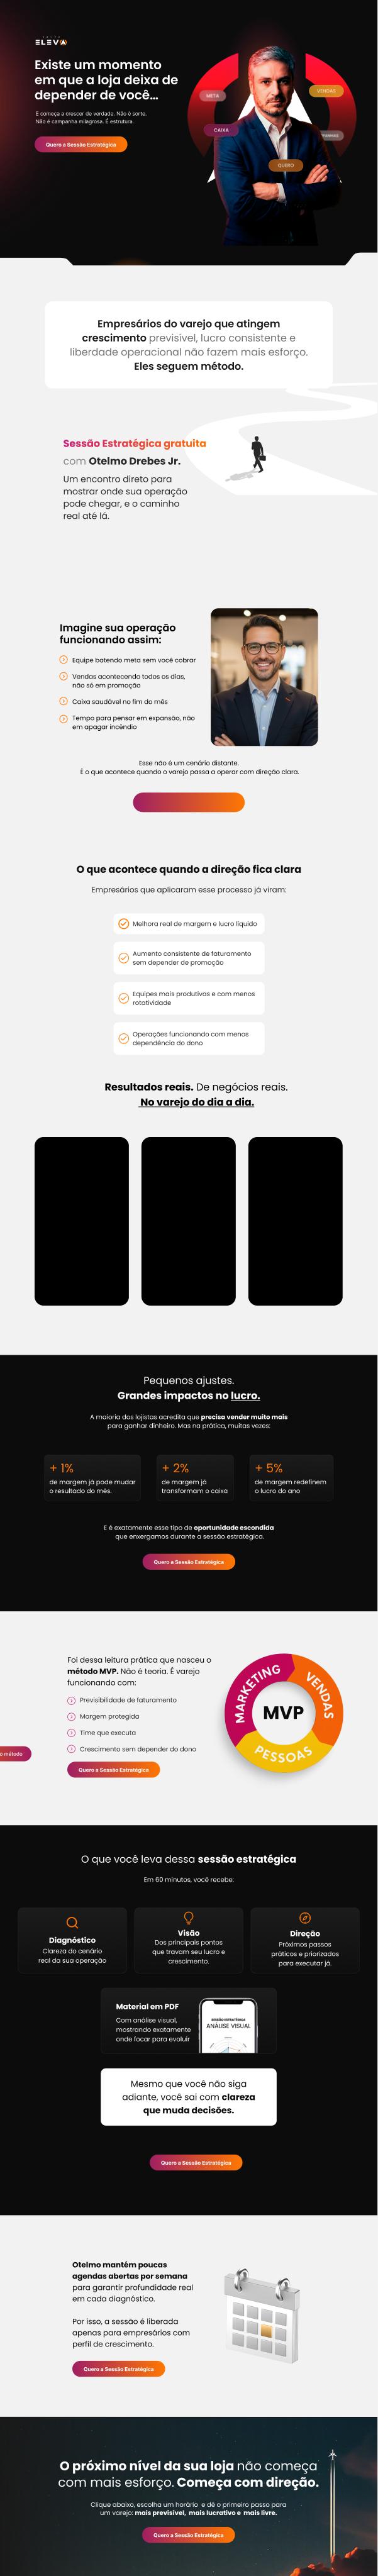 ELEVA
Existe um momento
em que a loja deixa de
depender de você...
E começa a crescer de verdade. Não é sorte.
Não é campanha milagrosa. É estrutura.
Quero a Sessão Estratégica
META
VENDAS
CAIXA
QUERO
Empresários do varejo que atingem
crescimento previsível, lucro consistente e
liberdade operacional não fazem mais esforço.
Eles seguem método.
Sessão Estratégica gratuita
com Otelmo Drebes Jr.
Um encontro direto para
mostrar onde sua operação
pode chegar, e o caminho
real até lá.
Imagine sua operação
funcionando assim:
Equipe batendo meta sem você cobrar
Vendas acontecendo todos os dias,
não só em promoção
Caixa saudável no fim do mês
Tempo para pensar em expansão, não
em apagar incêndio
Esse não é um cenário distante.
É o que acontece quando o varejo passa a operar com direção clara.
O que acontece quando a direção fica clara
Empresários que aplicaram esse processo já viram:
Melhora real de margem e lucro líquido
Aumento consistente de faturamento
sem depender de promoção
Equipes mais produtivas e com menos
rotatividade
Operações funcionando com menos
dependência do dono
Resultados reais. De negócios reais.
No varejo do dia a dia.
Pequenos ajustes.
Grandes impactos no lucro.
A maioria dos lojistas acredita que precisa vender muito mais
para ganhar dinheiro. Mas na prática, muitas vezes:
+ 1%
de margem já pode mudar
o resultado do mês.
+ 2%
de margem já
transformam o caixa
+ 5%
de margem redefinem
o lucro do ano
E é exatamente esse tipo de oportunidade escondida
que enxergamos durante a sessão estratégica.
Quero a Sessão Estratégica
Foi dessa leitura prática que nasceu o
método MVP. Não é teoria. É varejo
funcionando com:
Previsibilidade de faturamento
Margem protegida
Time que executa
Crescimento sem depender do dono
Quero a Sessão Estratégica
o método
MARKETING
VENDAS
PESSOAS
MVP
O que você leva dessa sessão estratégica
Em 60 minutos, você recebe:
Diagnóstico
Clareza do cenário
real da sua operação
Visão
Dos principais pontos
que travam seu lucro e
crescimento.
Direção
Próximos passos
práticos e priorizados
para executar já.
Material em PDF
Com análise visual,
mostrando exatamente
onde focar para evoluir
SESSÃO ESTRATÉGICA
ANÁLISE VISUAL
Mesmo que você não siga
adiante, você sai com clareza
que muda decisões.
Quero a Sessão Estratégica
Otelmo mantém poucas
agendas abertas por semana
para garantir profundidade real
em cada diagnóstico.
Por isso, a sessão é liberada
apenas para empresários com
perfil de crescimento.
Quero a Sessão Estratégica
O próximo nível da sua loja não começa
com mais esforço. Começa com direção.
Clique abaixo, escolha um horário e dê o primeiro passo para
um varejo: mais previsível, mais lucrativo e mais livre.
Quero a Sessão Estratégica